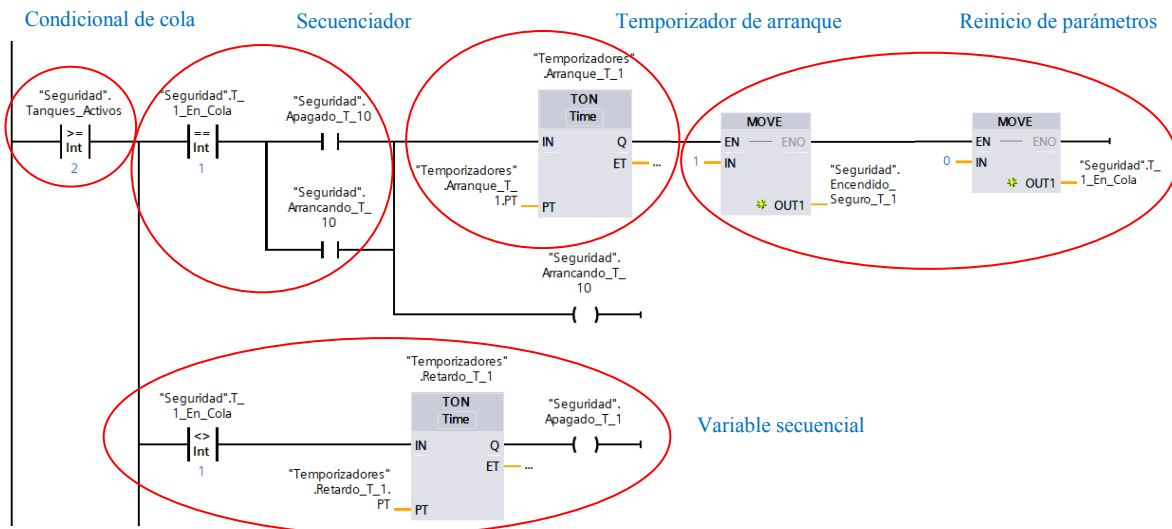 Condicional de cola
Secuenciador
Temporizador de arranque
Reinicio de parámetros
"Seguridad".
Tanques_Activos
>=
Int
2
"Seguridad".T_
1_En_Cola
==
Int
1
"Seguridad".
Apagado_T_10
"Seguridad".
Arrancando_T_
10
"Temporizadores"
.Arranque_T_1
TON
Time
IN
Q
ET
...
"Temporizadores"
.Arranque_T_
1.PT
PT
MOVE
EN
ENO
1
IN
OUT1
"Seguridad".
Encendido_
Seguro_T_1
MOVE
EN
ENO
0
IN
OUT1
"Seguridad".T_
1_En_Cola
"Seguridad".
Arrancando_T_
10
"Seguridad".T_
1_En_Cola
<>
Int
1
"Temporizadores"
.Retardo_T_1
TON
Time
IN
Q
ET
...
"Temporizadores"
.Retardo_T_1.
PT
PT
"Seguridad".
Apagado_T_1
Variable secuencial